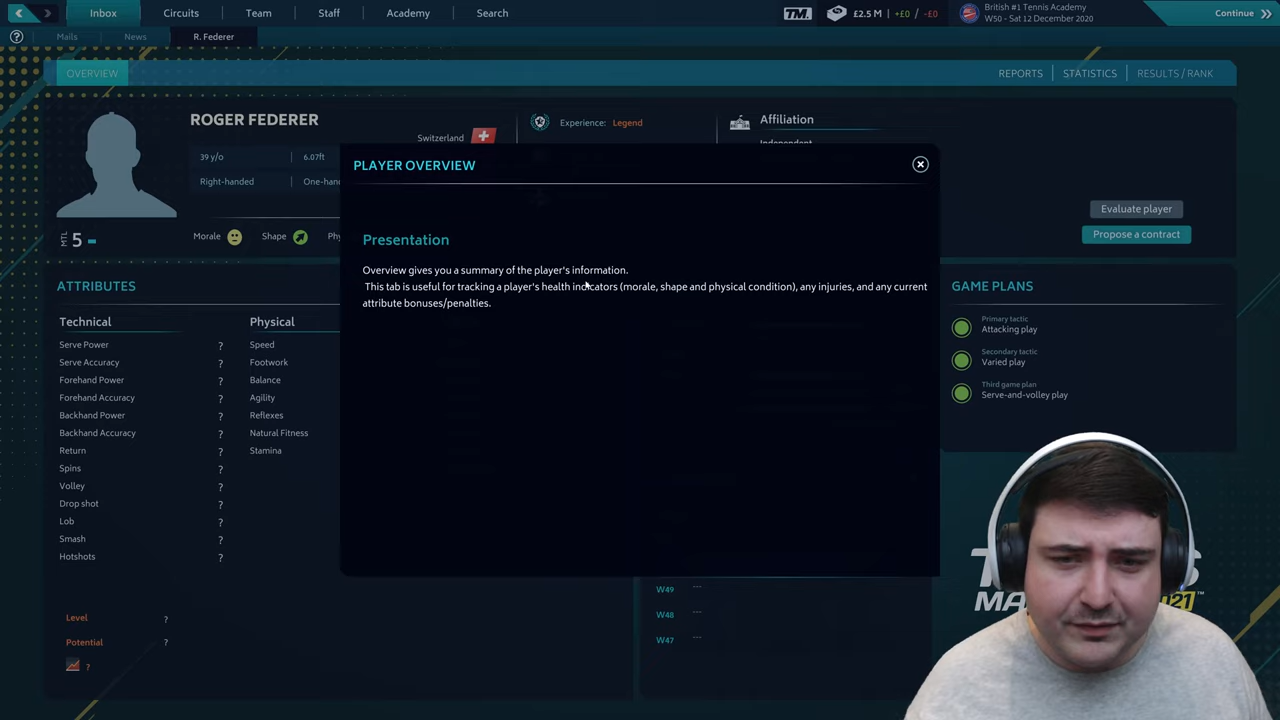 Inbox
Circuits
Team
Staff
Academy
Search
TM.
£2.5 M | +£0 / -£0
British #1 Tennis Academy
W50 - Sat 12 December 2020
Continue
?
Mails
News
R. Federer
OVERVIEW
REPORTS
STATISTICS
RESULTS / RANK
ROGER FEDERER
Switzerland
39 y/o
6.07ft
Right-handed
One-han
MTL 5
Morale
Shape
Phy
Experience: Legend
Affiliation
Evaluate player
Propose a contract
PLAYER OVERVIEW
Presentation
Overview gives you a summary of the player's information.
This tab is useful for tracking a player's health indicators (morale, shape and physical condition), any injuries, and any current
attribute bonuses/penalties.
ATTRIBUTES
Technical
Serve Power ?
Serve Accuracy ?
Forehand Power ?
Forehand Accuracy ?
Backhand Power ?
Backhand Accuracy ?
Return ?
Spins ?
Volley ?
Drop shot ?
Lob ?
Smash ?
Hotshots ?
Physical
Speed
Footwork
Balance
Agility
Reflexes
Natural Fitness
Stamina
Level ?
Potential ?
?
W49 ---
W48 ---
W47 ---
GAME PLANS
Primary tactic
Attacking play
Secondary tactic
Varied play
Third game plan
Serve-and-volley play